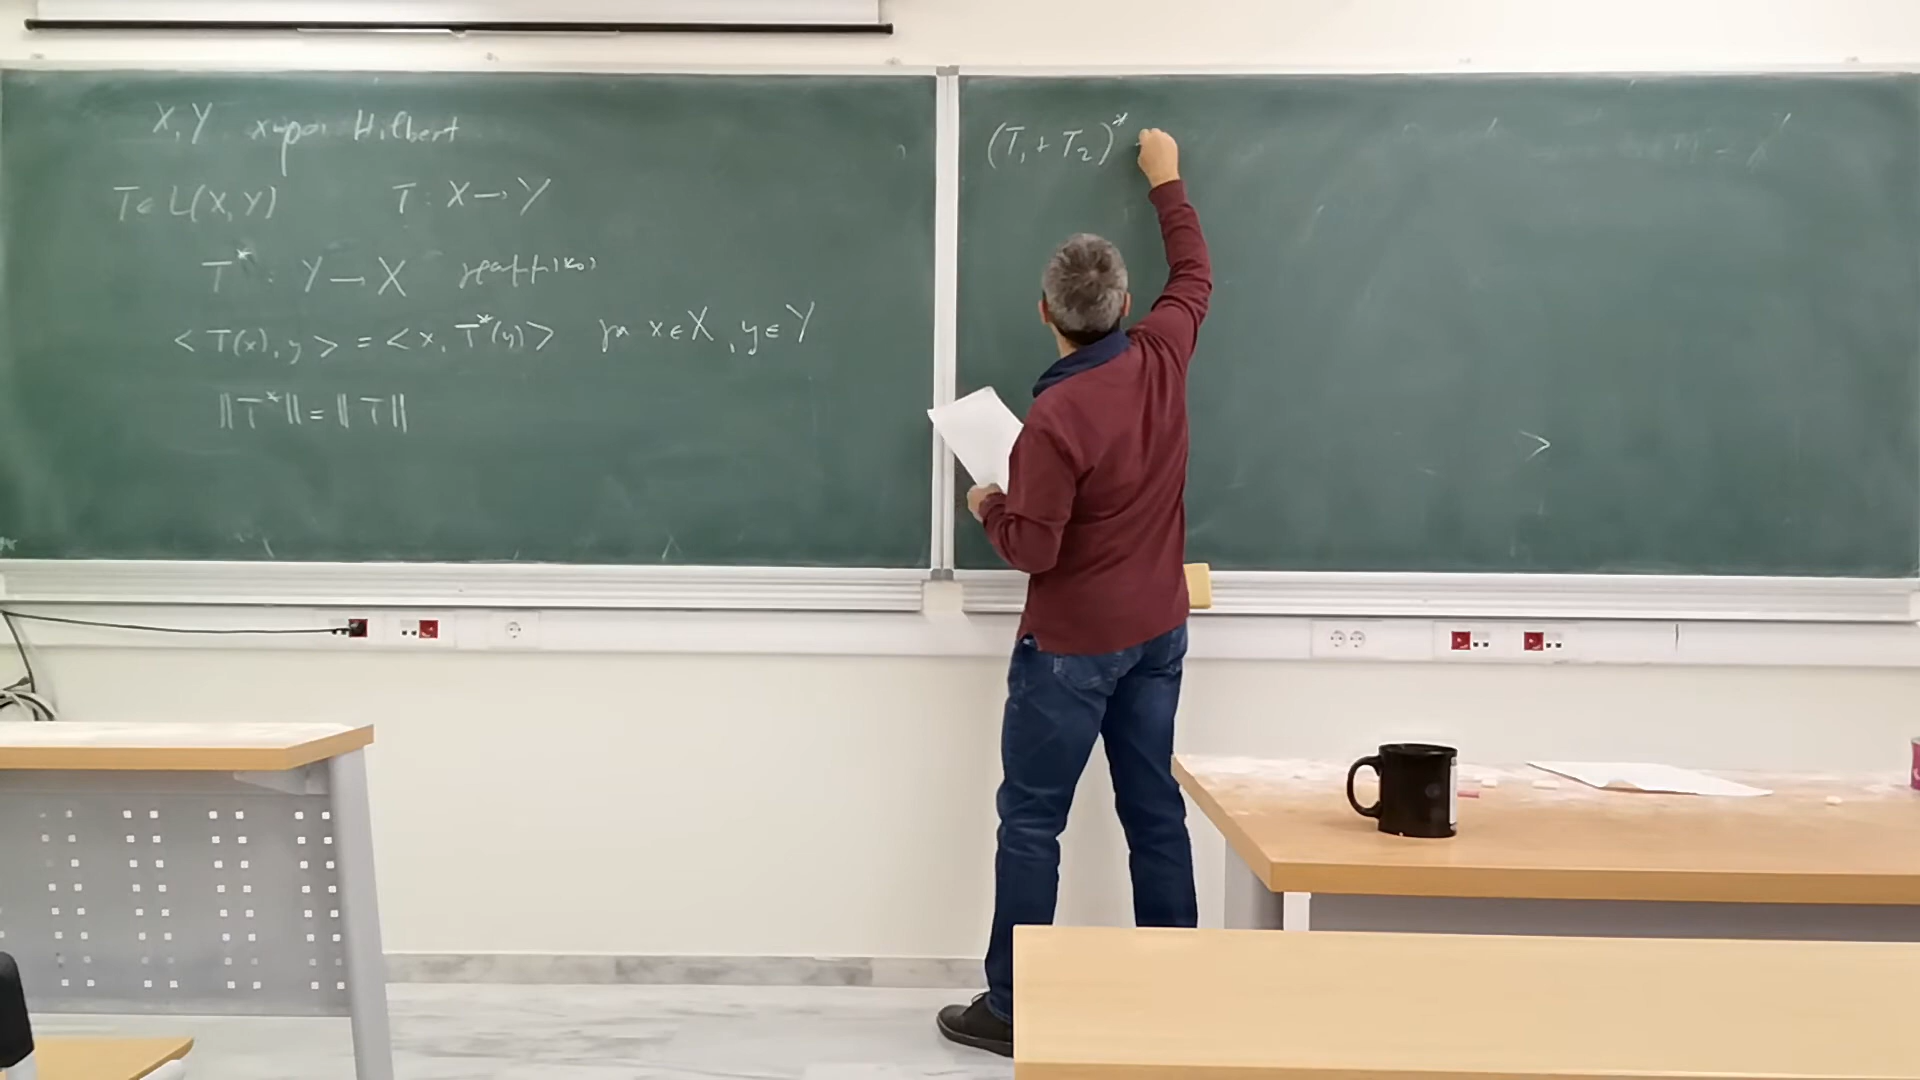 X, Y χώροι Hilbert
T ∈ L(X, Y) T : X → Y
T* : Y → X γραμμικός
< T(x), y > = < x, T*(y) > για x ∈ X , y ∈ Y
‖T*‖ = ‖T‖
(T₁ + T₂)*